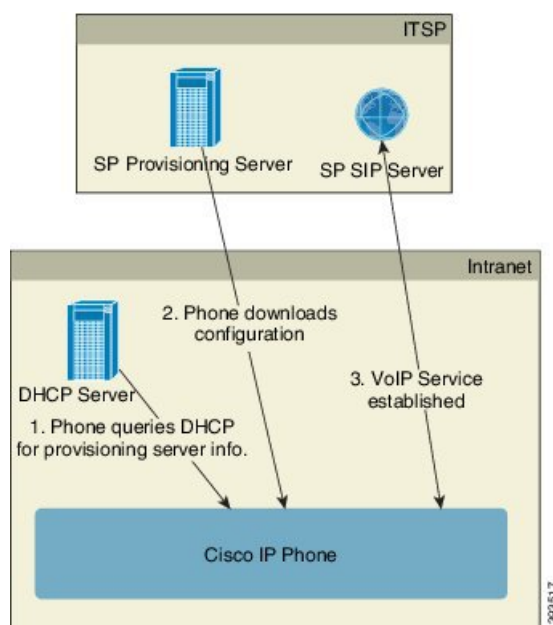 ITSP
SP Provisioning Server
SP SIP Server
Intranet
2. Phone downloads
configuration
DHCP Server
3. VoIP Service
established
1. Phone queries DHCP
for provisioning server info.
Cisco IP Phone